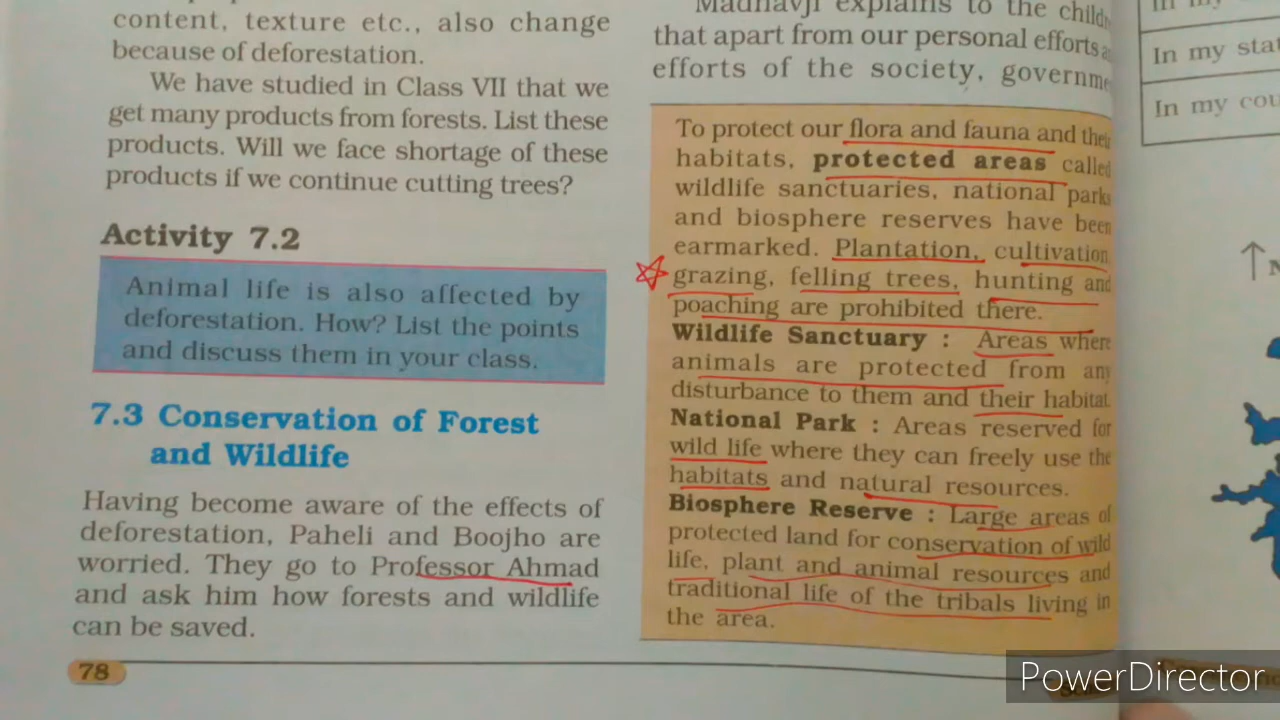 content, texture etc., also change
because of deforestation.
We have studied in Class VII that we
get many products from forests. List these
products. Will we face shortage of these
products if we continue cutting trees?
Activity 7.2
Animal life is also affected by
deforestation. How? List the points
and discuss them in your class.
7.3 Conservation of Forest
and Wildlife
Having become aware of the effects of
deforestation, Paheli and Boojho are
worried. They go to Professor Ahmad
and ask him how forests and wildlife
can be saved.
78
Madhavji explains to the
that apart from our personal efforts
efforts of the society,
To protect our flora and fauna and
habitats, protected areas called
wildlife sanctuaries, national parks
and biosphere reserves have been
earmarked. Plantation, cultivation,
grazing, felling trees, hunting and
poaching are prohibited there.
Wildlife Sanctuary : Areas where
animals are protected from any
disturbance to them and their habitat.
National Park : Areas reserved for
wild life where they can freely use the
habitats and natural resources.
Biosphere Reserve : Large areas of
protected land for conservation of wild
life, plant and animal resources and
traditional life of the tribals living in
the area.
In my
In my
PowerDirector